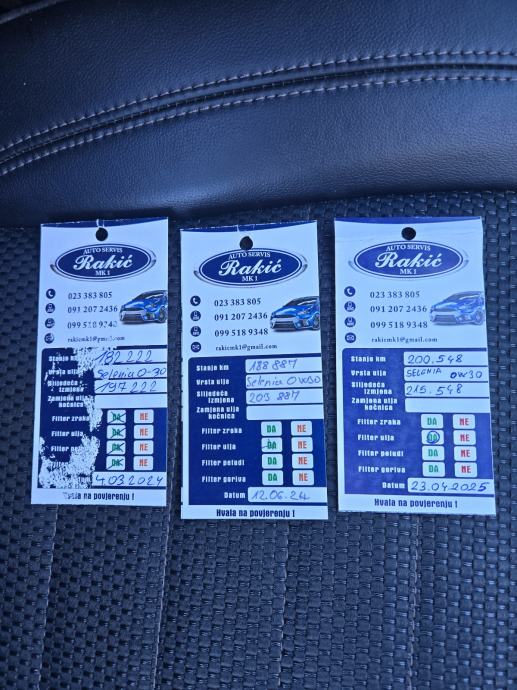 AUTO SERVIS
Rakić
MK 1
023 383 805
091 207 2436
099 518 9348
rakicmk1@gmail.com
Stanje km 182 222
Vrsta ulja Selenia 0-30
Slijedeća izmjena 197 222
Zamjena ulja kočnica
Filter zraka DA NE
Filter ulja DA NE
DA NE
DA NE
4.03 2024
Hvala na povjerenju !
AUTO SERVIS
Rakić
MK 1
023 383 805
091 207 2436
099 518 9348
rakicmk1@gmail.com
Stanje km 188 887
Vrsta ulja Selenia 0W30
Slijedeća izmjena 203 887
Zamjena ulja kočnica
Filter zraka DA NE
Filter ulja DA NE
Filter peludi DA NE
Filter goriva DA NE
Datum 12.06.24
Hvala na povjerenju !
AUTO SERVIS
Rakić
MK 1
023 383 805
091 207 2436
099 518 9348
rakicmk1@gmail.com
Stanje km 200.548
Vrsta ulja SELENIA 0W30
Slijedeća izmjena 215.548
Zamjena ulja kočnica
Filter zraka DA NE
Filter ulja DA NE
Filter peludi DA NE
Filter goriva DA NE
Datum 23.04.2025
Hvala na povjerenju !